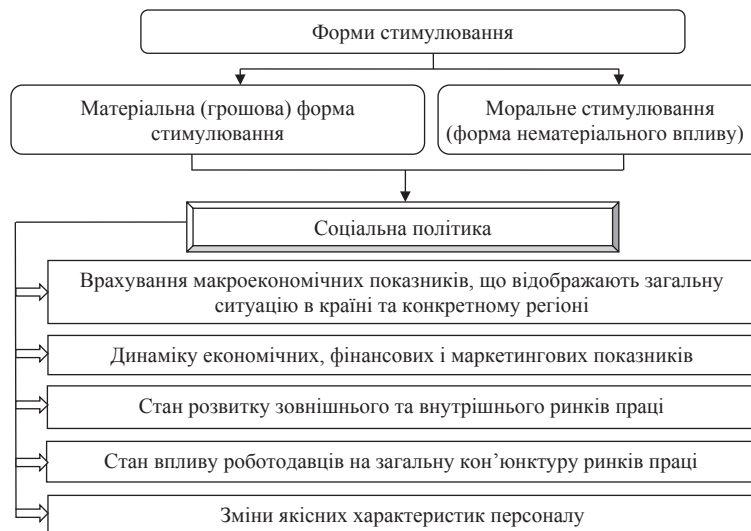 Форми стимулювання
Матеріальна (грошова) форма
стимулювання
Моральне стимулювання
(форма нематеріального впливу)
Соціальна політика
Врахування макроекономічних показників, що відображають загальну
ситуацію в країні та конкретному регіоні
Динаміку економічних, фінансових і маркетингових показників
Стан розвитку зовнішнього та внутрішнього ринків праці
Стан впливу роботодавців на загальну кон’юнктуру ринків праці
Зміни якісних характеристик персоналу